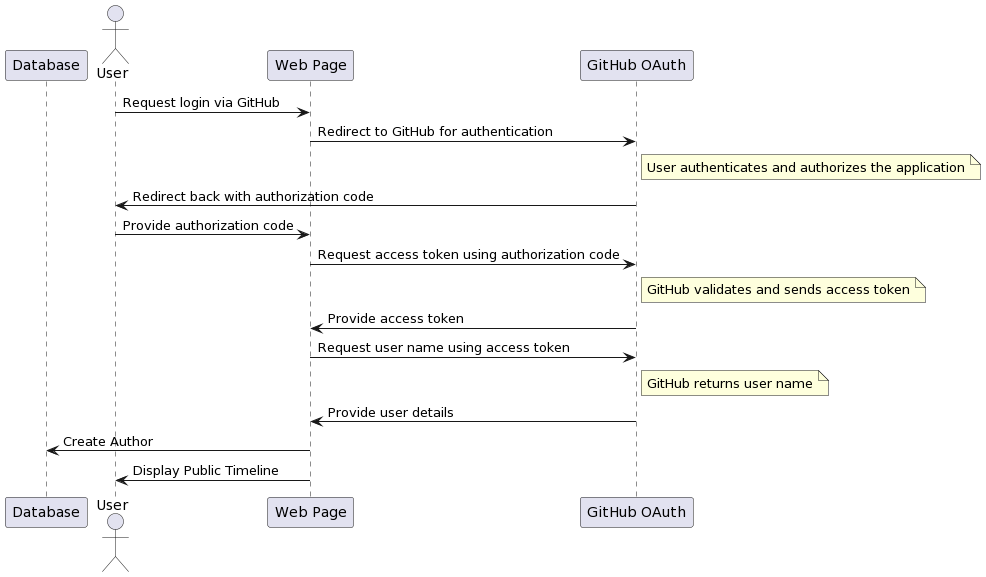 User
Database
Web Page
GitHub OAuth
Request login via GitHub
Redirect to GitHub for authentication
User authenticates and authorizes the application
Redirect back with authorization code
Provide authorization code
Request access token using authorization code
GitHub validates and sends access token
Provide access token
Request user name using access token
GitHub returns user name
Provide user details
Create Author
Display Public Timeline
User
Database
Web Page
GitHub OAuth